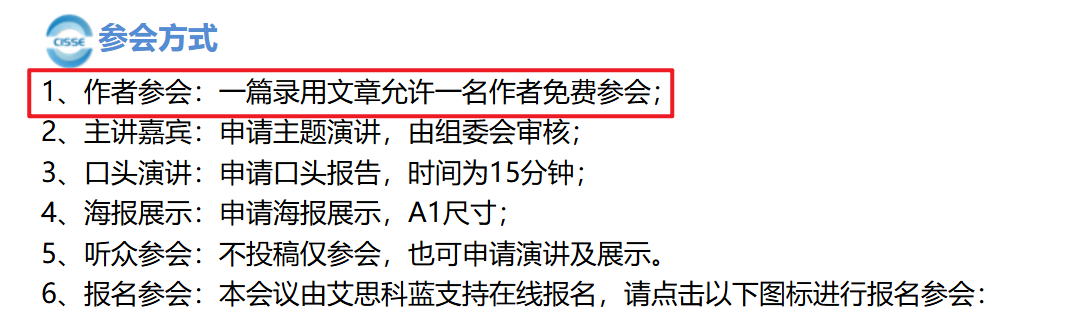 CISSE 参会方式
1、作者参会：一篇录用文章允许一名作者免费参会；
2、主讲嘉宾：申请主题演讲，由组委会审核；
3、口头演讲：申请口头报告，时间为15分钟；
4、海报展示：申请海报展示，A1尺寸；
5、听众参会：不投稿仅参会，也可申请演讲及展示。
6、报名参会：本会议由艾思科蓝支持在线报名，请点击以下图标进行报名参会：